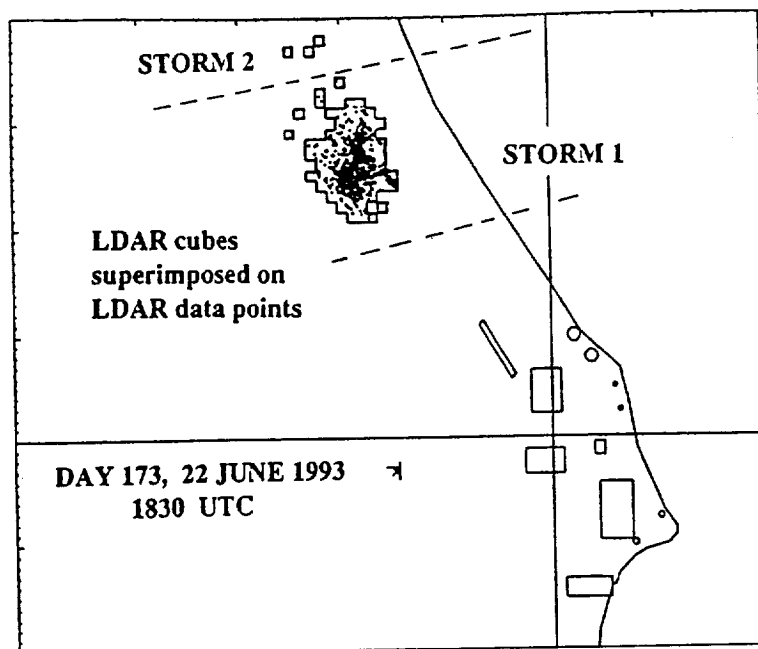 STORM 2
STORM 1
LDAR cubes
superimposed on
LDAR data points
DAY 173, 22 JUNE 1993
1830 UTC